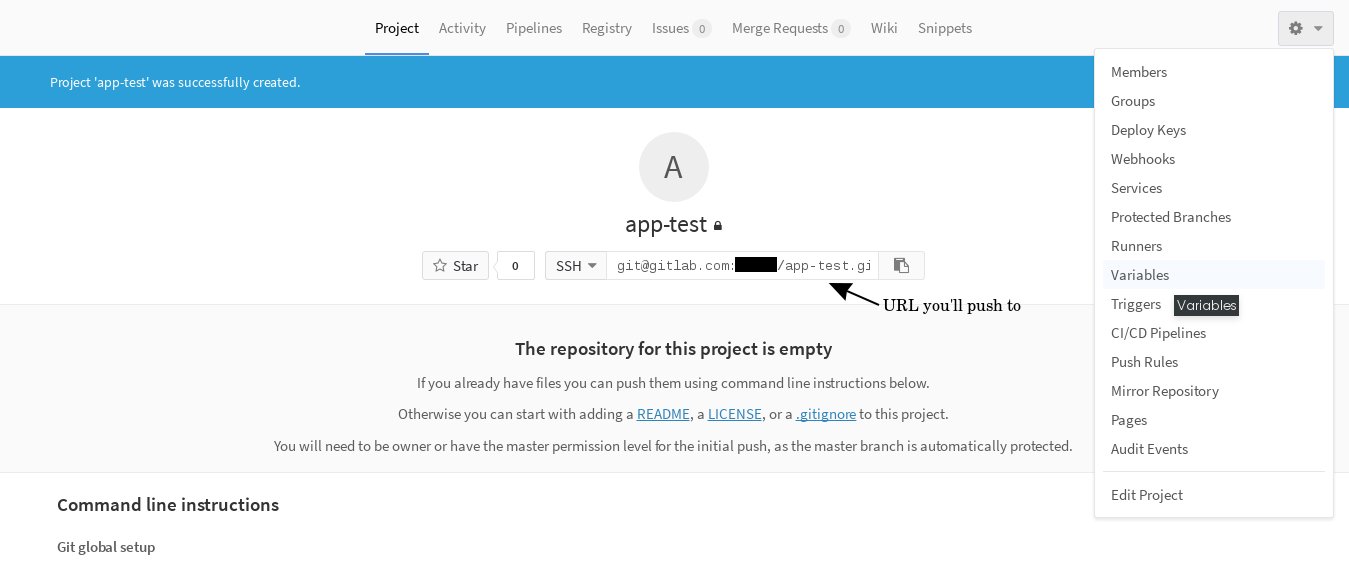 Project Activity Pipelines Registry Issues 0 Merge Requests 0 Wiki Snippets
Project 'app-test' was successfully created.
A
app-test
Star 0 SSH git@gitlab.com: /app-test.gi
URL you'll push to
The repository for this project is empty
If you already have files you can push them using command line instructions below.
Otherwise you can start with adding a README, a LICENSE, or a .gitignore to this project.
You will need to be owner or have the master permission level for the initial push, as the master branch is automatically protected.
Command line instructions
Git global setup
Members
Groups
Deploy Keys
Webhooks
Services
Protected Branches
Runners
Variables
Triggers
Variables
CI/CD Pipelines
Push Rules
Mirror Repository
Pages
Audit Events
Edit Project